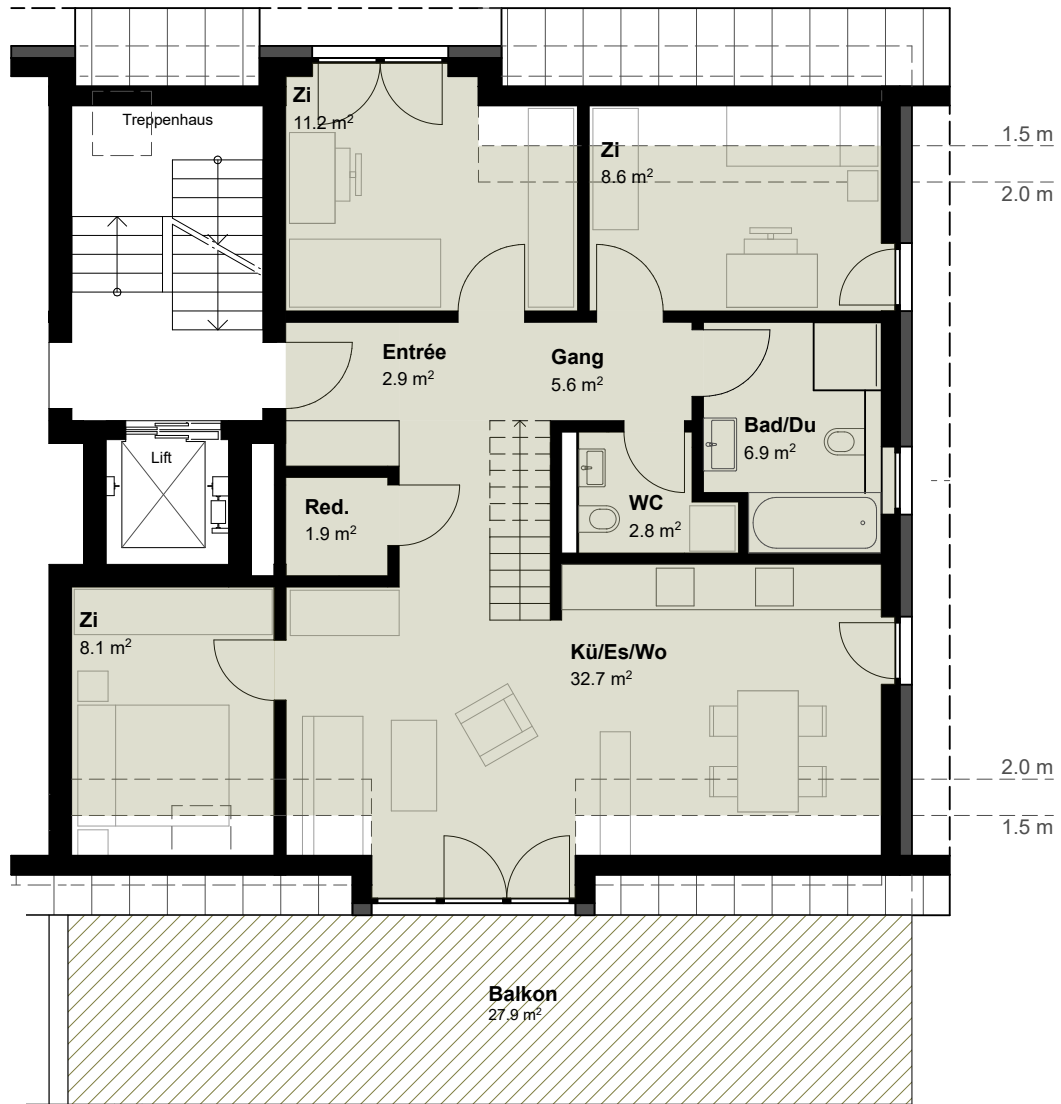 Zi
11.2 m²
Treppenhaus
1.5 m
Zi
8.6 m²
2.0 m
Entrée
2.9 m²
Gang
5.6 m²
Bad/Du
6.9 m²
Lift
Red.
1.9 m²
WC
2.8 m²
Zi
8.1 m²
Kü/Es/Wo
32.7 m²
2.0 m
1.5 m
Balkon
27.9 m²